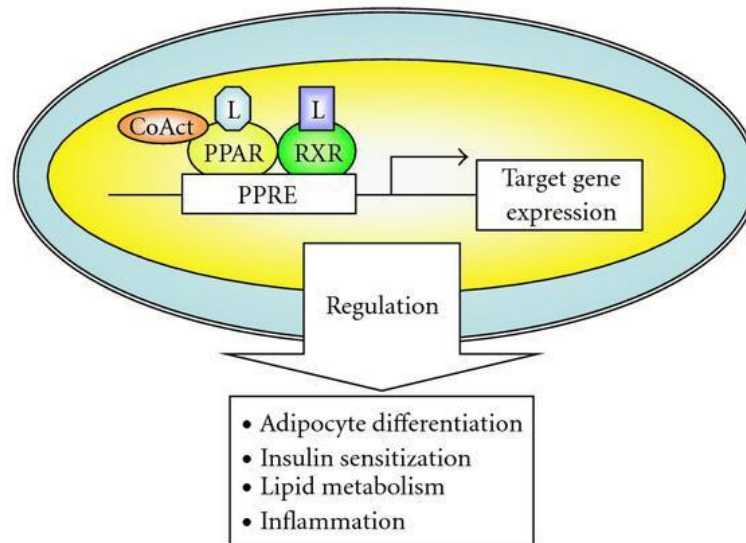 L
L
CoAct
PPAR
RXR
PPRE
Target gene
expression
Regulation
• Adipocyte differentiation
• Insulin sensitization
• Lipid metabolism
• Inflammation